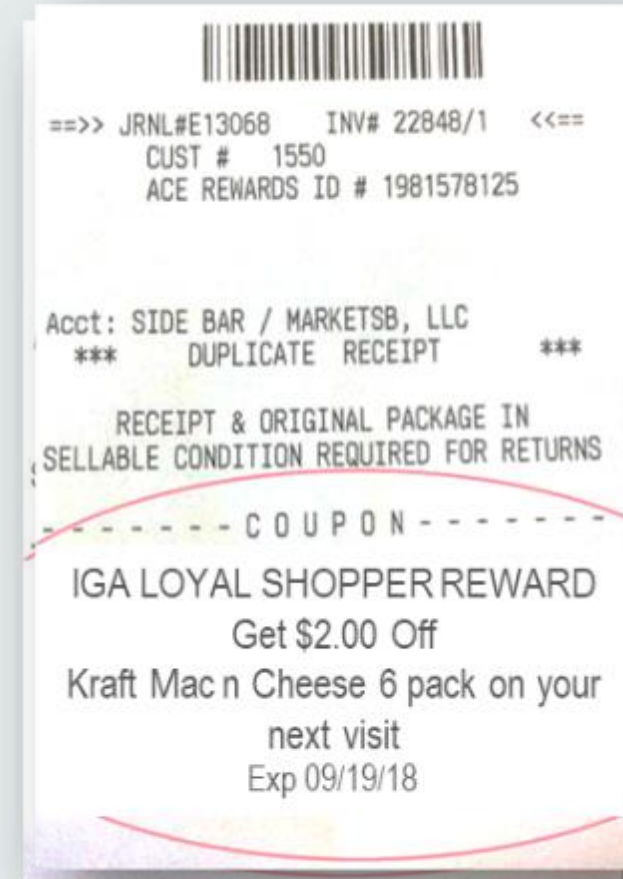 ==>> JRNL#E13068 INV# 22848/1 <<==
CUST # 1550
ACE REWARDS ID # 1981578125
Acct: SIDE BAR / MARKETSB, LLC
*** DUPLICATE RECEIPT ***
RECEIPT & ORIGINAL PACKAGE IN
SELLABLE CONDITION REQUIRED FOR RETURNS
- - - - - - - C O U P O N - - - - - - -
IGA LOYAL SHOPPER REWARD
Get $2.00 Off
Kraft Mac n Cheese 6 pack on your
next visit
Exp 09/19/18